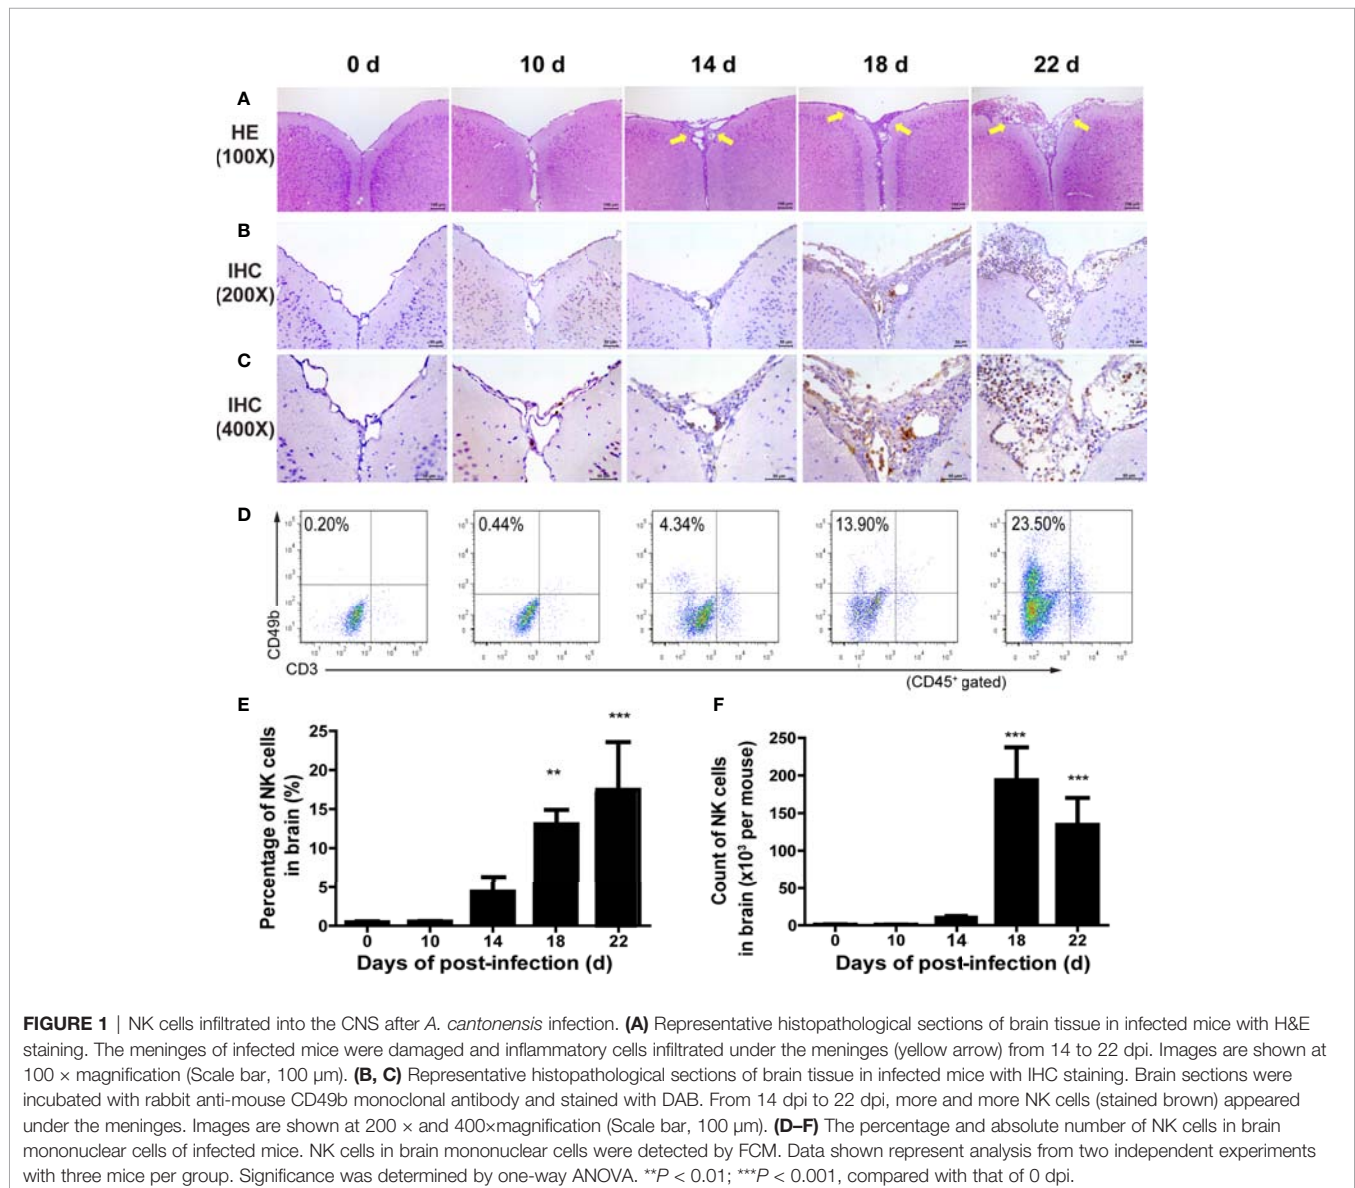 0 d 10 d 14 d 18 d 22 d
A
HE
(100X)
B
IHC
(200X)
C
IHC
(400X)
D
0.20% 0.44% 4.34% 13.90% 23.50%
CD49b
CD3
(CD45⁺ gated)
E
Percentage of NK cells
in brain (%)
25
20
15
10
5
0
** ***
0 10 14 18 22
Days of post-infection (d)
F
Count of NK cells
in brain (x10³ per mouse)
250
200
150
100
50
0
*** ***
0 10 14 18 22
Days of post-infection (d)
FIGURE 1 | NK cells infiltrated into the CNS after A. cantonensis infection. (A) Representative histopathological sections of brain tissue in infected mice with H&E
staining. The meninges of infected mice were damaged and inflammatory cells infiltrated under the meninges (yellow arrow) from 14 to 22 dpi. Images are shown at
100 × magnification (Scale bar, 100 µm). (B, C) Representative histopathological sections of brain tissue in infected mice with IHC staining. Brain sections were
incubated with rabbit anti-mouse CD49b monoclonal antibody and stained with DAB. From 14 dpi to 22 dpi, more and more NK cells (stained brown) appeared
under the meninges. Images are shown at 200 × and 400×magnification (Scale bar, 100 µm). (D–F) The percentage and absolute number of NK cells in brain
mononuclear cells of infected mice. NK cells in brain mononuclear cells were detected by FCM. Data shown represent analysis from two independent experiments
with three mice per group. Significance was determined by one-way ANOVA. **P < 0.01; ***P < 0.001, compared with that of 0 dpi.